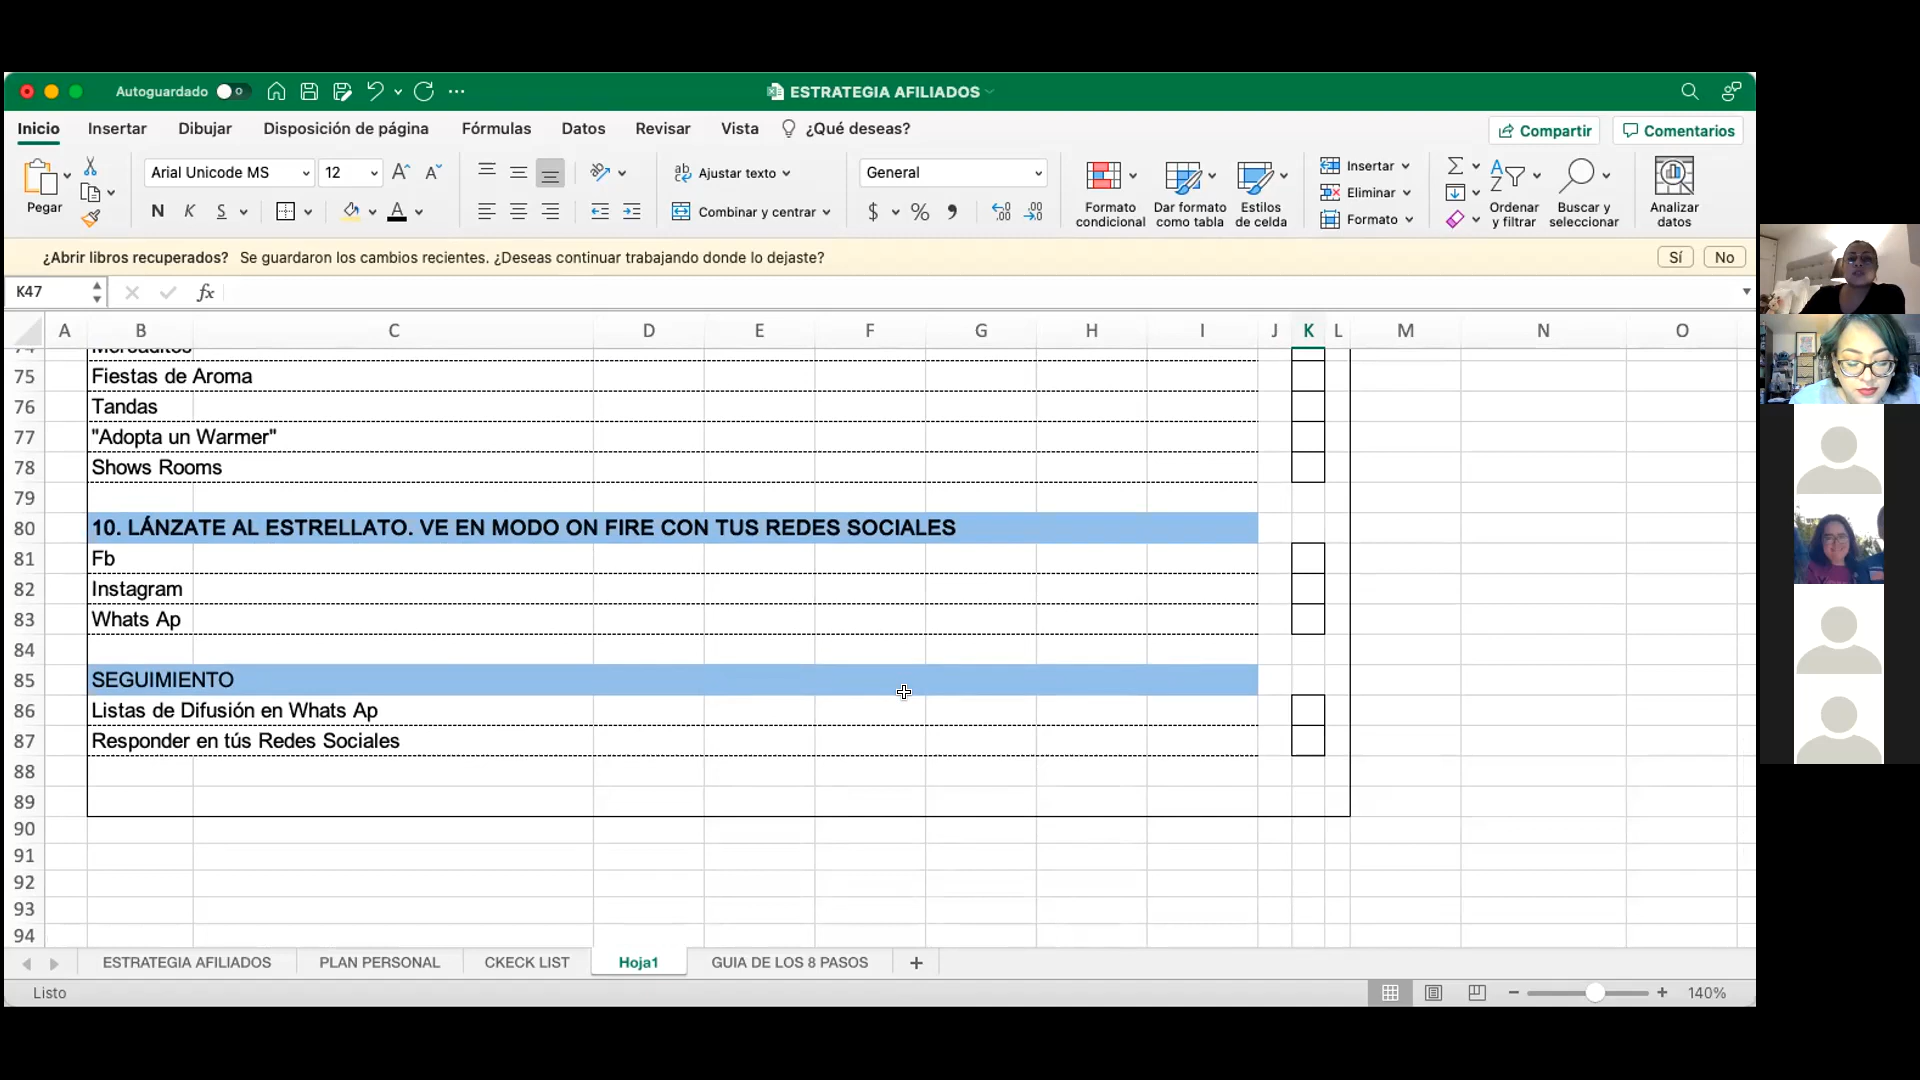 Autoguardado
ESTRATEGIA AFILIADOS
Inicio Insertar Dibujar Disposición de página Fórmulas Datos Revisar Vista ¿Qué deseas? Compartir Comentarios
Pegar
Arial Unicode MS 12
N K S
Ajustar texto
Combinar y centrar
General
$ %
Formato condicional
Dar formato como tabla
Estilos de celda
Insertar
Eliminar
Formato
Ordenar y filtrar
Buscar y seleccionar
Analizar datos
¿Abrir libros recuperados? Se guardaron los cambios recientes. ¿Deseas continuar trabajando donde lo dejaste? Sí No
K47 fx
A B C D E F G H I J K L M N O
74 Mercaditos
75 Fiestas de Aroma
76 Tandas
77 "Adopta un Warmer"
78 Shows Rooms
79
80 10. LÁNZATE AL ESTRELLATO. VE EN MODO ON FIRE CON TUS REDES SOCIALES
81 Fb
82 Instagram
83 Whats Ap
84
85 SEGUIMIENTO
86 Listas de Difusión en Whats Ap
87 Responder en tús Redes Sociales
88
89
90
91
92
93
94
ESTRATEGIA AFILIADOS PLAN PERSONAL CKECK LIST Hoja1 GUIA DE LOS 8 PASOS +
Listo 140%